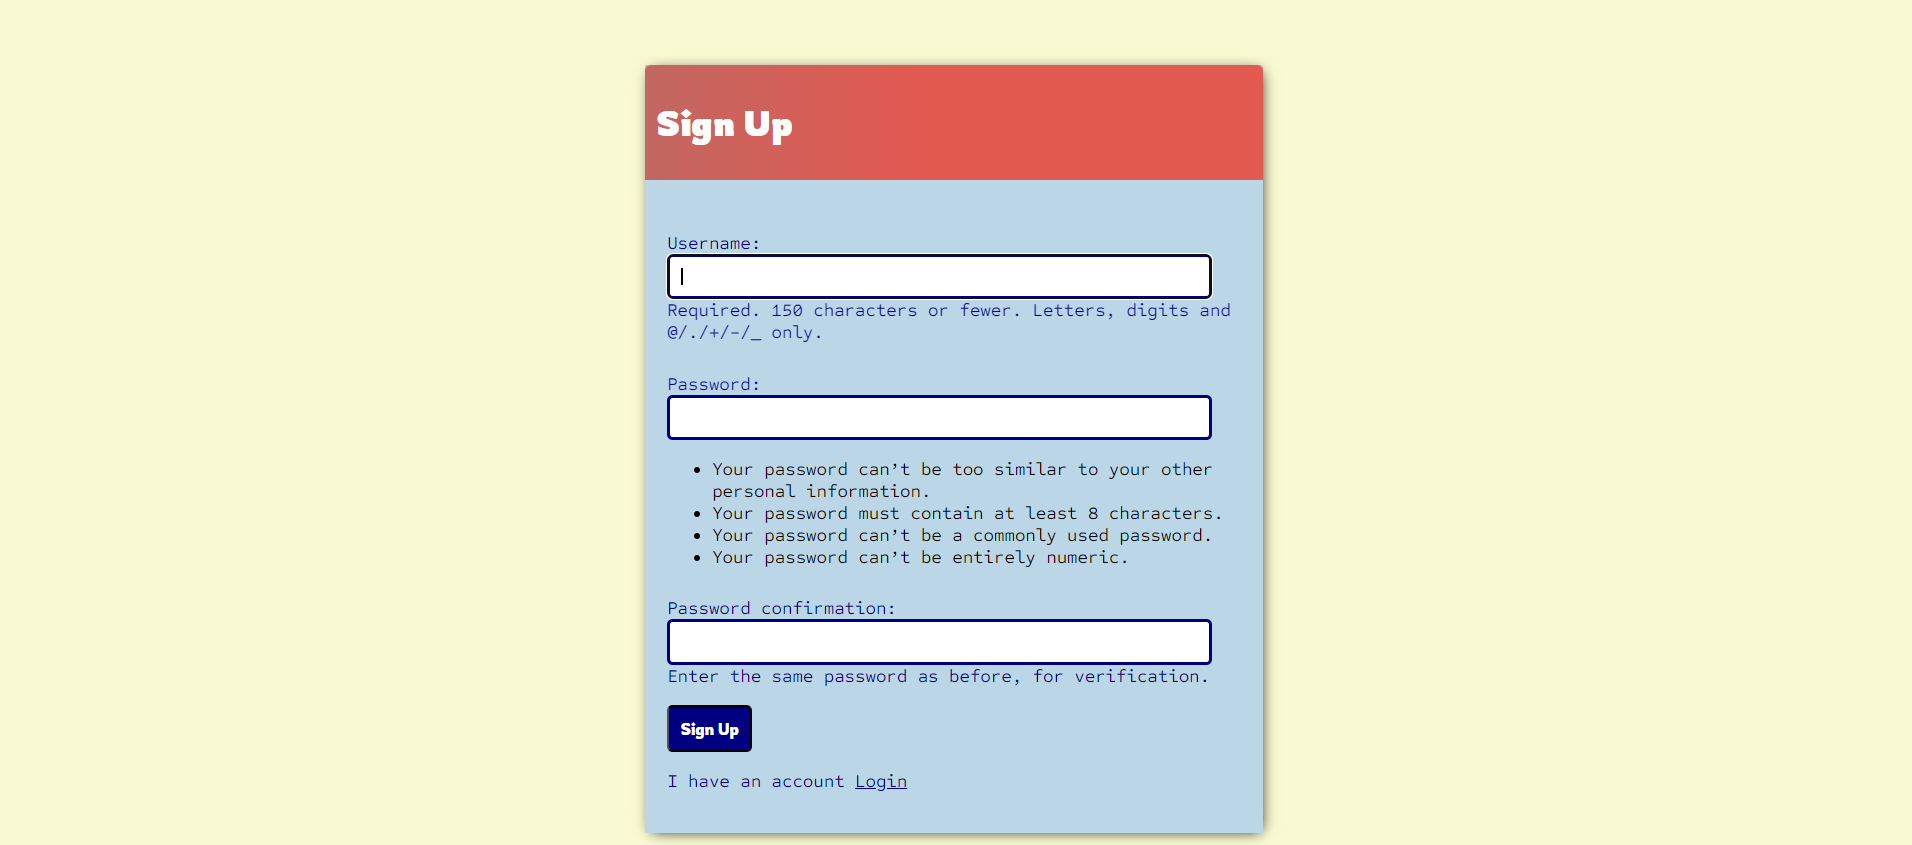 Sign Up
Username:
Required. 150 characters or fewer. Letters, digits and
@/./+/-/_ only.
Password:
• Your password can’t be too similar to your other
personal information.
• Your password must contain at least 8 characters.
• Your password can’t be a commonly used password.
• Your password can’t be entirely numeric.
Password confirmation:
Enter the same password as before, for verification.
Sign Up
I have an account Login